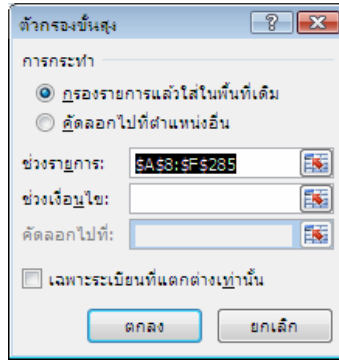 ตัวกรองขั้นสูง
การกระทำ
กรองรายการแล้วใส่ในพื้นที่เดิม
คัดลอกไปที่ตำแหน่งอื่น
ช่วงรายการ: $A$8:$F$285
ช่วงเงื่อนไข:
คัดลอกไปที่:
เฉพาะระเบียนที่แตกต่างเท่านั้น
ตกลง ยกเลิก